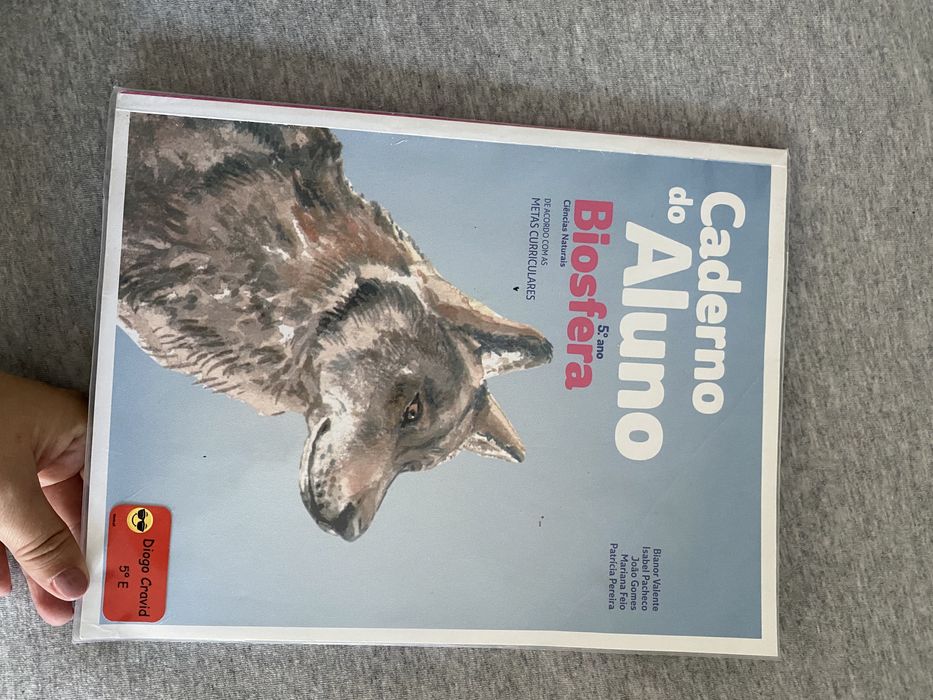 Caderno
do Aluno
Biosfera
5.º ano
Ciências Naturais
DE ACORDO COM AS
METAS CURRICULARES
Bianor Valente
Isabel Pacheco
João Gomes
Mariana Feio
Patrícia Pereira
Diogo Cravid
5º E